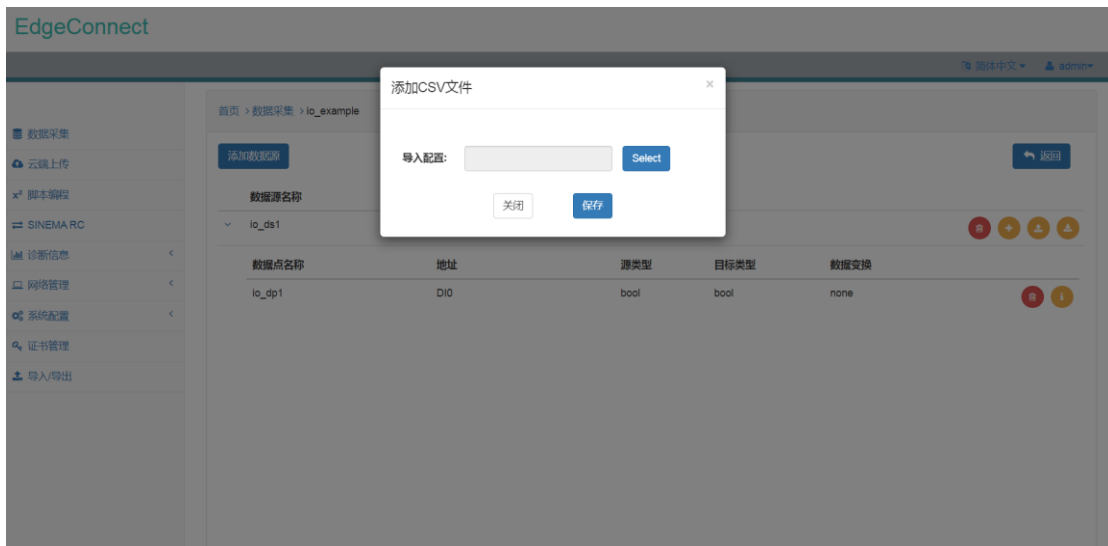 EdgeConnect
简体中文 admin
添加CSV文件 ×
首页 > 数据采集 > io_example
数据采集
云端上传
x² 脚本编程
SINEMA RC
诊断信息
网络管理
系统配置
证书管理
导入/导出
添加数据源
导入配置: Select
返回
关闭 保存
数据源名称
io_ds1
数据点名称 地址 源类型 目标类型 数据变换
io_dp1 DI0 bool bool none